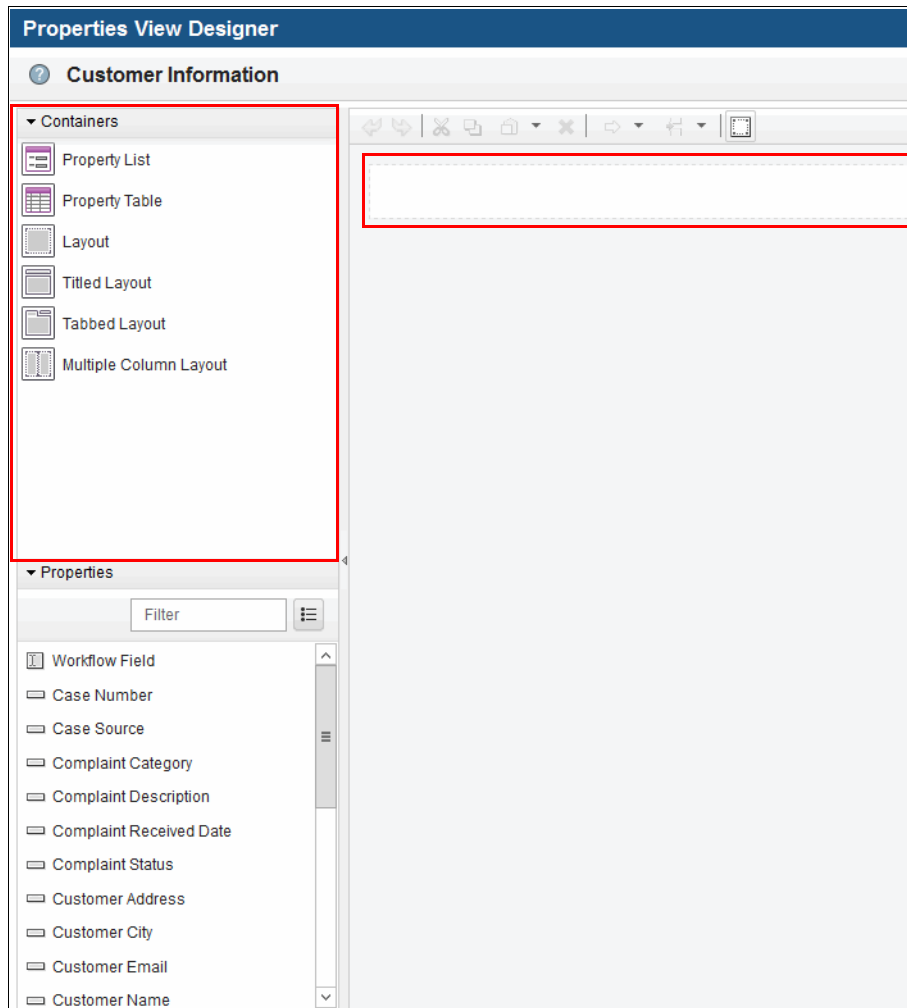 Properties View Designer
? Customer Information
Containers
Property List
Property Table
Layout
Titled Layout
Tabbed Layout
Multiple Column Layout
Properties
Filter
Workflow Field
Case Number
Case Source
Complaint Category
Complaint Description
Complaint Received Date
Complaint Status
Customer Address
Customer City
Customer Email
Customer Name